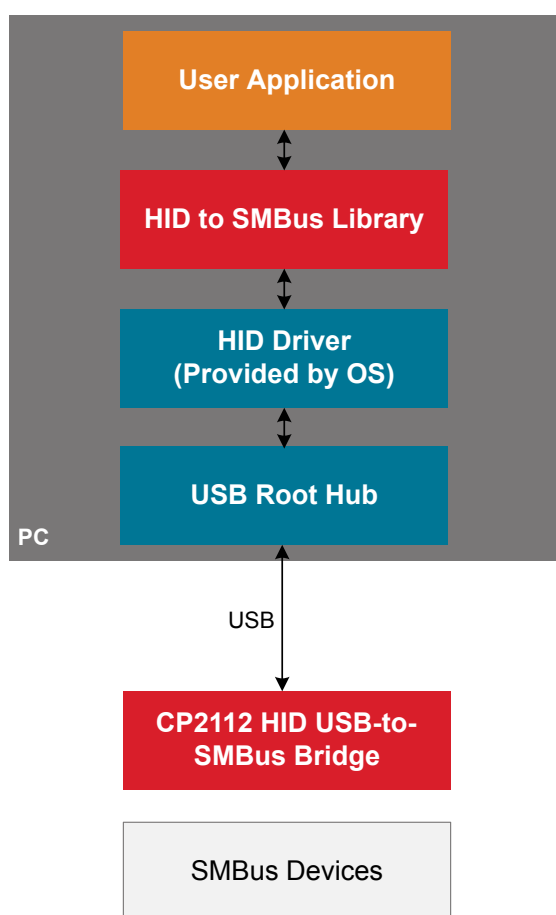 User Application
HID to SMBus Library
HID Driver
(Provided by OS)
USB Root Hub
PC
USB
CP2112 HID USB-to-
SMBus Bridge
SMBus Devices